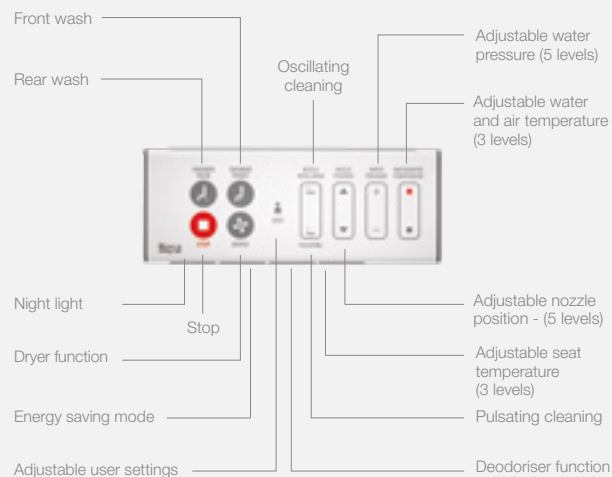 Front wash
Rear wash
Oscillating
cleaning
Adjustable water
pressure (5 levels)
Adjustable water
and air temperature
(3 levels)
STOP
Night light
Stop
Dryer function
Energy saving mode
Adjustable user settings
Adjustable nozzle
position - (5 levels)
Adjustable seat
temperature
(3 levels)
Pulsating cleaning
Deodoriser function